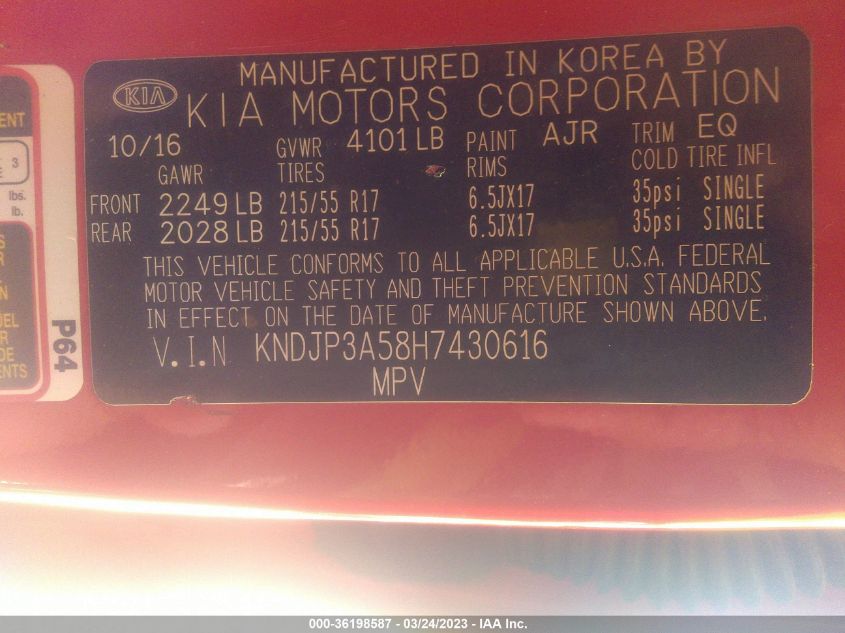 MANUFACTURED IN KOREA BY
KIA KIA MOTORS CORPORATION
10/16 GVWR 4101 LB PAINT AJR TRIM EQ
GAWR TIRES RIMS COLD TIRE INFL
FRONT 2249 LB 215/55 R17 6.5JX17 35psi SINGLE
REAR 2028 LB 215/55 R17 6.5JX17 35psi SINGLE
THIS VEHICLE CONFORMS TO ALL APPLICABLE U.S.A. FEDERAL
MOTOR VEHICLE SAFETY AND THEFT PREVENTION STANDARDS
IN EFFECT ON THE DATE OF MANUFACTURE SHOWN ABOVE.
V.I.N KNDJP3A58H7430616
MPV
3
lbs.
lb.
P64
000-36198587 - 03/24/2023 - IAA Inc.